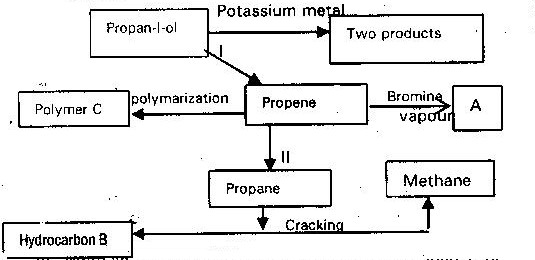 Potassium metal
Propan-I-ol
Two products
I
polymarization
Propene
Bromine
vapour
A
Polymer C
II
Propane
Methane
Cracking
Hydrocarbon B